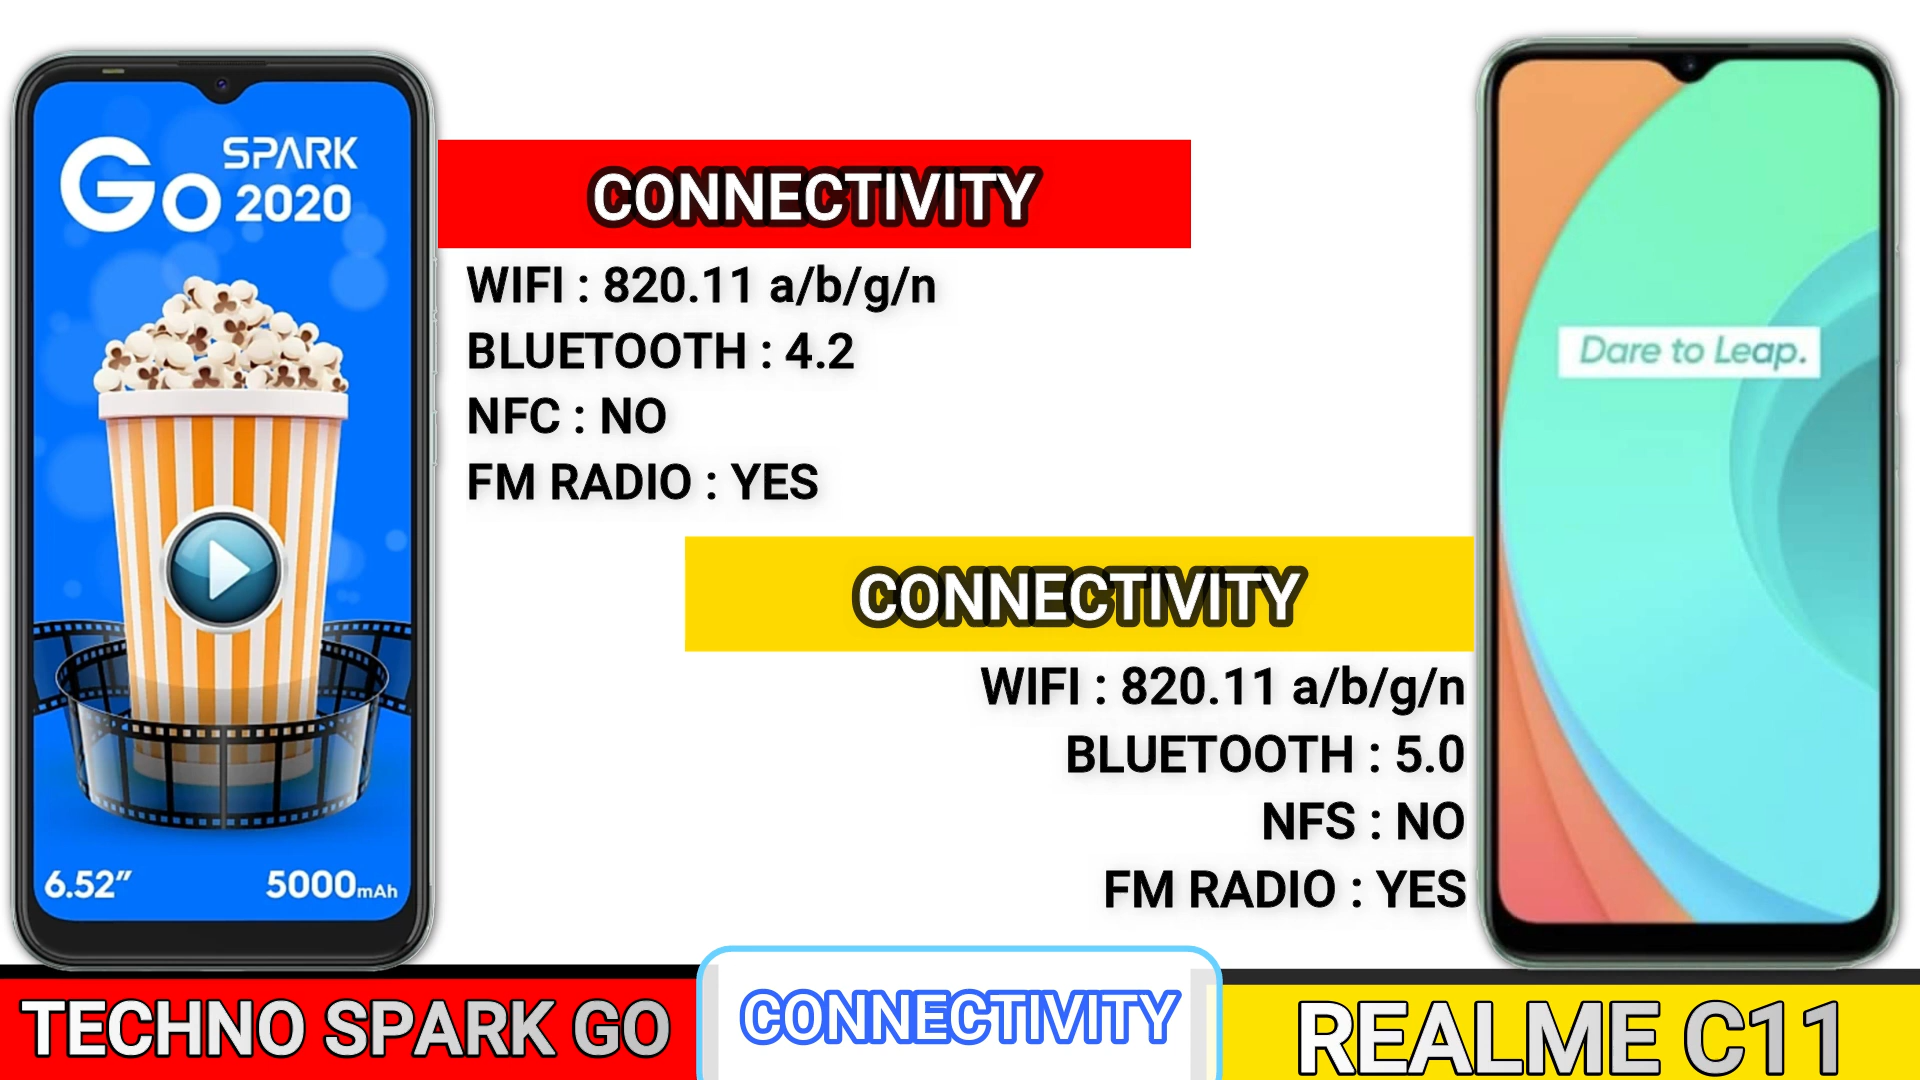 Go SPARK
2020
6.52” 5000mAh
CONNECTIVITY
WIFI : 820.11 a/b/g/n
BLUETOOTH : 4.2
NFC : NO
FM RADIO : YES
CONNECTIVITY
WIFI : 820.11 a/b/g/n
BLUETOOTH : 5.0
NFS : NO
FM RADIO : YES
Dare to Leap.
TECHNO SPARK GO
CONNECTIVITY
REALME C11